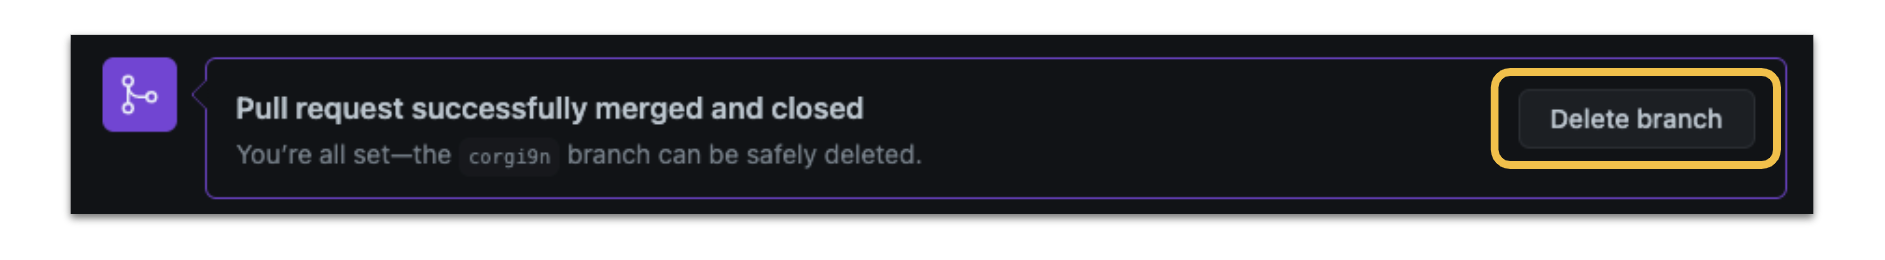 Pull request successfully merged and closed
You’re all set—the corgi9n branch can be safely deleted.
Delete branch